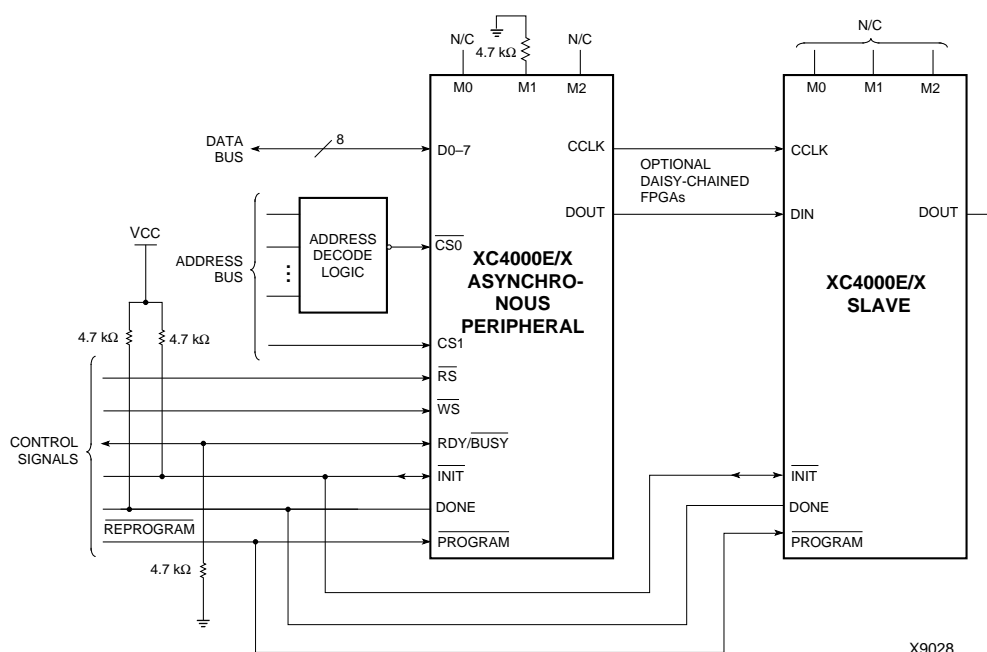 N/C
4.7 kΩ
N/C
N/C
M0
M1
M2
M0
M1
M2
DATA
BUS
8
D0–7
CCLK
CCLK
OPTIONAL
DAISY-CHAINED
FPGAs
DOUT
DIN
DOUT
VCC
ADDRESS
BUS
ADDRESS
DECODE
LOGIC
CS0
XC4000E/X
ASYNCHRO-
NOUS
PERIPHERAL
XC4000E/X
SLAVE
4.7 kΩ
4.7 kΩ
CS1
RS
WS
CONTROL
SIGNALS
RDY/BUSY
INIT
INIT
DONE
DONE
REPROGRAM
PROGRAM
PROGRAM
4.7 kΩ
X9028